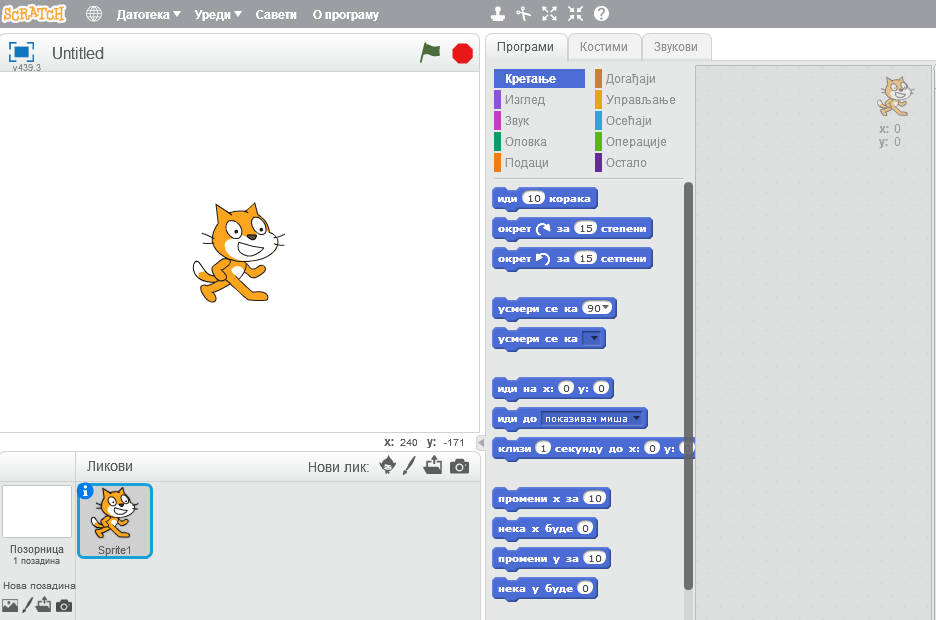 SCRATCH Датотека Уреди Савети О програму ?
Untitled
v439.3
x: 240 y: -171
Ликови
Нови лик:
Sprite1
Позорница
1 позадина
Нова позадина
Програми Костими Звукови
Кретање Догађаји
Изглед Управљање
Звук Осећаји
Оловка Операције
Подаци Остало
иди 10 корака
окрет за 15 степени
окрет за 15 сетпени
усмери се ка 90
усмери се ка
иди на x: 0 y: 0
иди до показивач миша
клизи 1 секунду до x: 0 y:
промени x за 10
нека x буде 0
промени y за 10
нека y буде 0
x: 0
y: 0